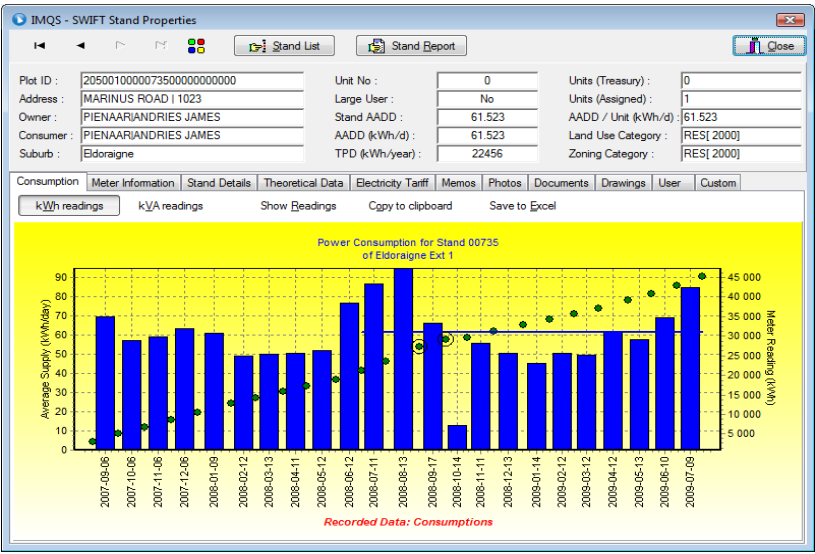 IMQS - SWIFT Stand Properties
Stand List
Stand Report
Close
Plot ID : 2050010000073500000000000 Unit No : 0 Units (Treasury) : 0
Address : MARINUS ROAD | 1023 Large User : No Units (Assigned) : 1
Owner : PIENAAR|ANDRIES JAMES Stand AADD : 61.523 AADD / Unit (kWh/d) : 61.523
Consumer : PIENAAR|ANDRIES JAMES AADD (kWh/d) : 61.523 Land Use Category : RES[ 2000]
Suburb : Eldoraigne TPD (kWh/year) : 22456 Zoning Category : RES[ 2000]
Consumption Meter Information Stand Details Theoretical Data Electricity Tariff Memos Photos Documents Drawings User Custom
kWh readings kVA readings Show Readings Copy to clipboard Save to Excel
Power Consumption for Stand 00735
of Eldoraigne Ext 1
Average Supply (kWh/day)
90
80
70
60
50
40
30
20
10
0
45 000
40 000
35 000
30 000
25 000
20 000
15 000
10 000
5 000
Meter Reading (kWh)
2007-09-06
2007-10-06
2007-11-06
2007-12-06
2008-01-09
2008-02-12
2008-03-13
2008-04-11
2008-05-12
2008-06-12
2008-07-11
2008-08-13
2008-09-17
2008-10-14
2008-11-11
2008-12-13
2009-01-14
2009-02-12
2009-03-12
2009-04-11
2009-05-13
2009-06-10
2009-07-09
Recorded Data: Consumptions